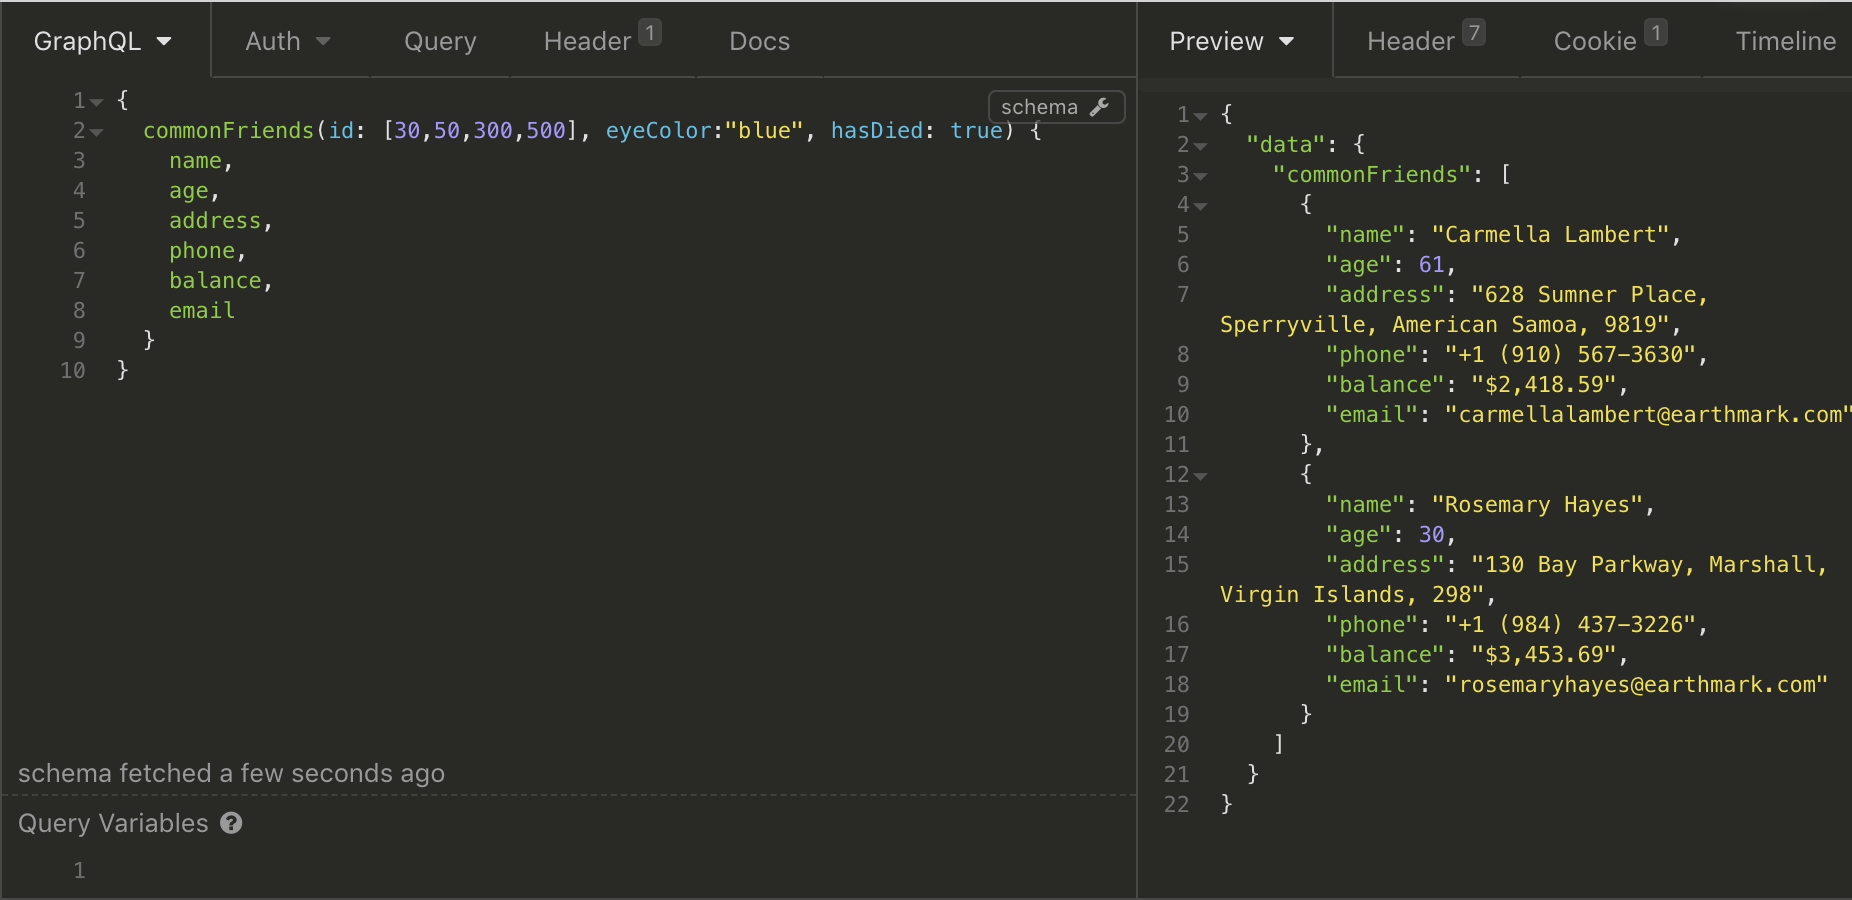 GraphQL Auth Query Header 1 Docs
schema
1 {
2 commonFriends(id: [30,50,300,500], eyeColor:"blue", hasDied: true) {
3 name,
4 age,
5 address,
6 phone,
7 balance,
8 email
9 }
10 }
schema fetched a few seconds ago
Query Variables ?
1
Preview Header 7 Cookie 1 Timeline
1 {
2 "data": {
3 "commonFriends": [
4 {
5 "name": "Carmella Lambert",
6 "age": 61,
7 "address": "628 Sumner Place,
Sperryville, American Samoa, 9819",
8 "phone": "+1 (910) 567-3630",
9 "balance": "$2,418.59",
10 "email": "carmellalambert@earthmark.com"
11 },
12 {
13 "name": "Rosemary Hayes",
14 "age": 30,
15 "address": "130 Bay Parkway, Marshall,
Virgin Islands, 298",
16 "phone": "+1 (984) 437-3226",
17 "balance": "$3,453.69",
18 "email": "rosemaryhayes@earthmark.com"
19 }
20 ]
21 }
22 }